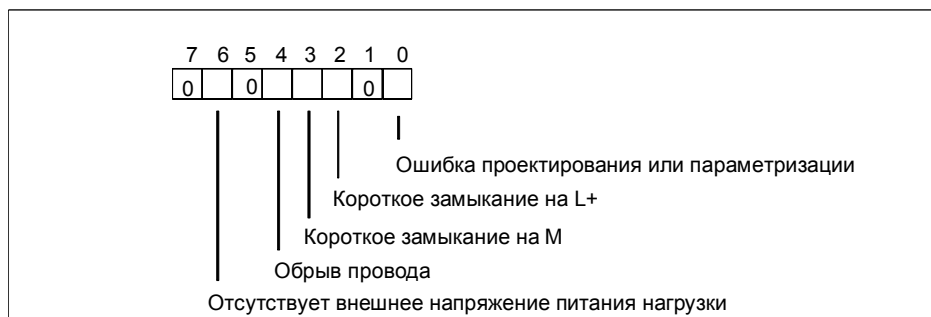 7 6 5 4 3 2 1 0
0 0 0
Ошибка проектирования или параметризации
Короткое замыкание на L+
Короткое замыкание на M
Обрыв провода
Отсутствует внешнее напряжение питания нагрузки